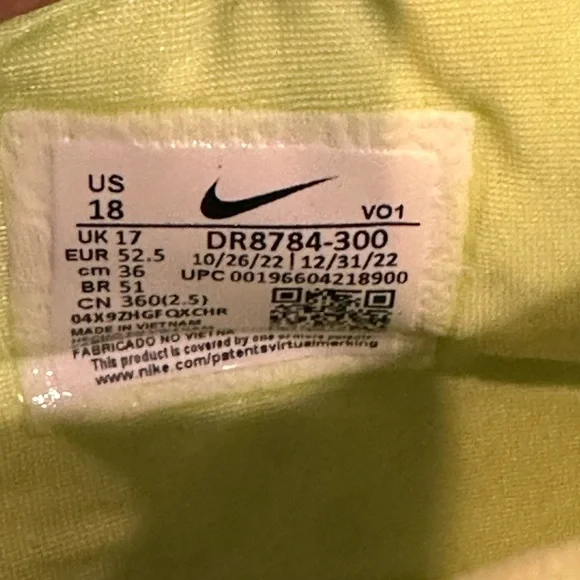 US
18
VO1
UK 17
EUR 52.5
cm 36
BR 51
CN 360(2.5)
DR8784-300
10/26/22 | 12/31/22
UPC 00196604218900
04X9ZHGFQXCHR
MADE IN VIETNAM
FABRICADO NO VIETNA
This product is covered by one or more patents
www.nike.com/patentsvirtualmarking